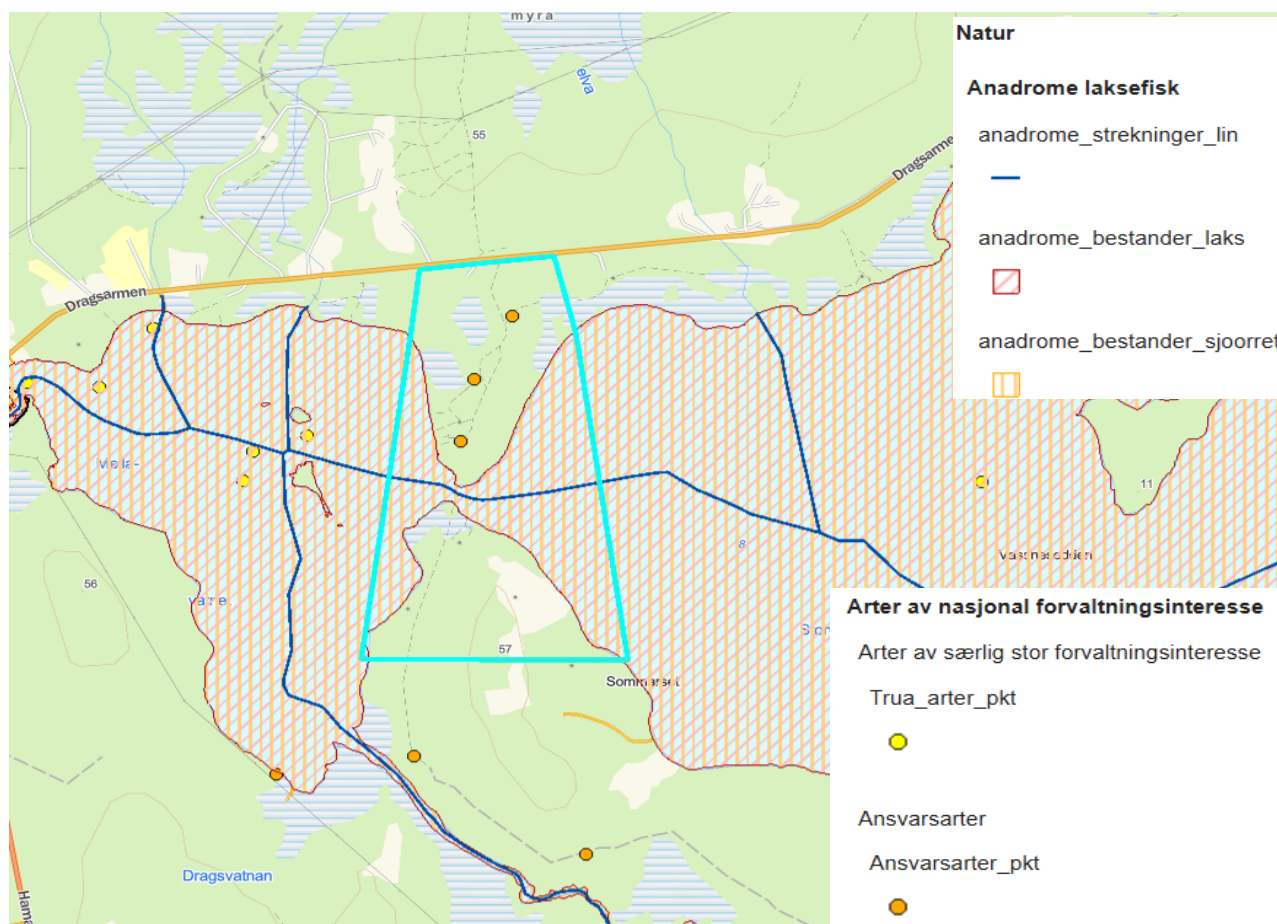 myra
elva
55
Dragsarmen
Dragsarmen
56
57
Sommarset
8
11
Dragsvatnan
Natur
Anadrome laksefisk
anadrome_strekninger_lin
anadrome_bestander_laks
anadrome_bestander_sjoorret
Arter av nasjonal forvaltningsinteresse
Arter av særlig stor forvaltningsinteresse
Trua_arter_pkt
Ansvarsarter
Ansvarsarter_pkt